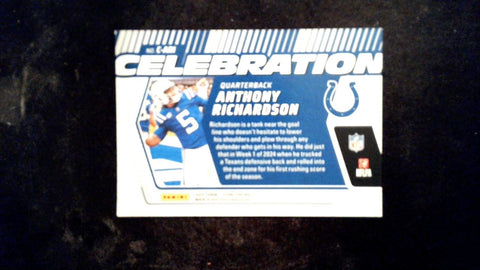 CELEBRATION
QUARTERBACK
ANTHONY
RICHARDSON
5
Richardson is a tank near the goal
line who doesn't hesitate to lower
his shoulders and plow through any
defender who gets in his way. He did just
that in Week 1 of 2024 when he trucked
a Texans defensive back and rolled into
the end zone for his first rushing score
of the season.
NFL
PANINI